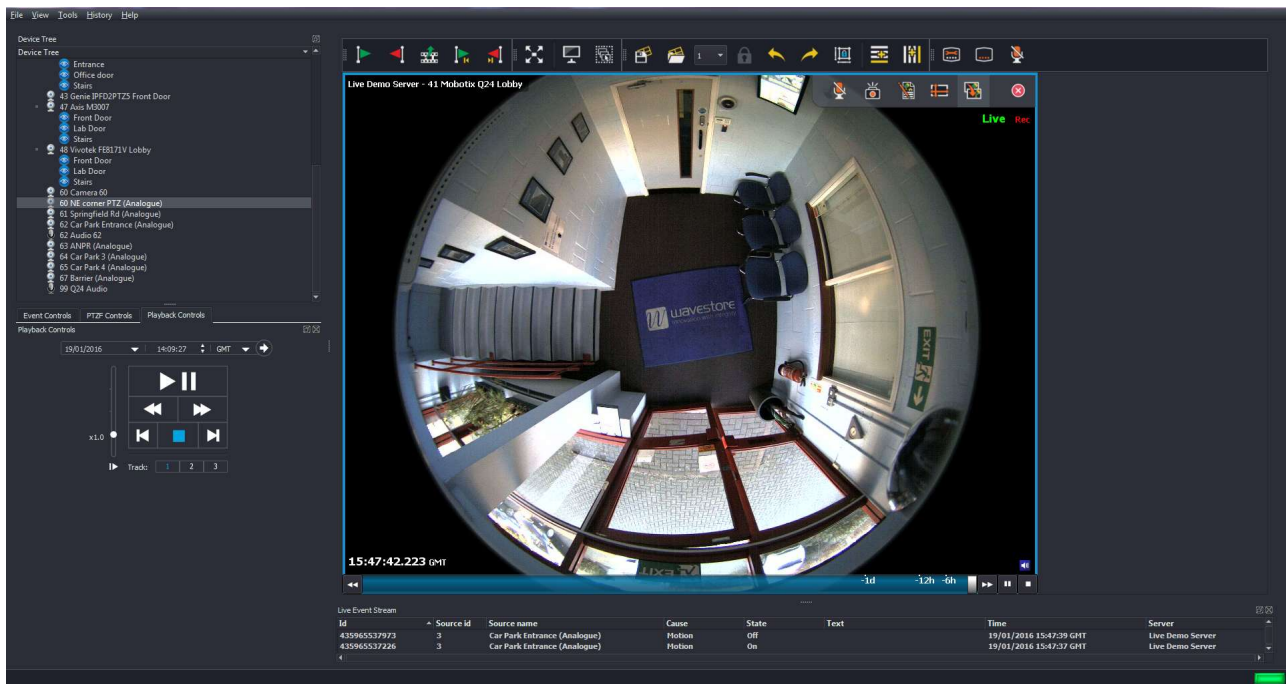 File View Tools History Help
Device Tree
Device Tree
Entrance
Office door
Stairs
43 Genie IPFD2PTZ5 Front Door
47 Axis M3007
Front Door
Lab Door
Stairs
48 Vivotek FE8171V Lobby
Front Door
Lab Door
Stairs
60 Camera 60
60 NE corner PTZ (Analogue)
61 Springfield Rd (Analogue)
62 Car Park Entrance (Analogue)
62 Audio 62
63 ANPR (Analogue)
64 Car Park 3 (Analogue)
65 Car Park 4 (Analogue)
67 Barrier (Analogue)
99 Q24 Audio
Event Controls PTZF Controls Playback Controls
Playback Controls
19/01/2016 14:09:27 GMT
x1.0
Track: 1 2 3
1
Live Demo Server - 41 Mobotix Q24 Lobby
Live Rec
wavestore
EXIT
EXIT
15:47:42.223 GMT
-1d -12h -6h
Live Event Stream
Id Source id Source name Cause State Text Time Server
435965537973 3 Car Park Entrance (Analogue) Motion Off 19/01/2016 15:47:39 GMT Live Demo Server
435965537226 3 Car Park Entrance (Analogue) Motion On 19/01/2016 15:47:37 GMT Live Demo Server